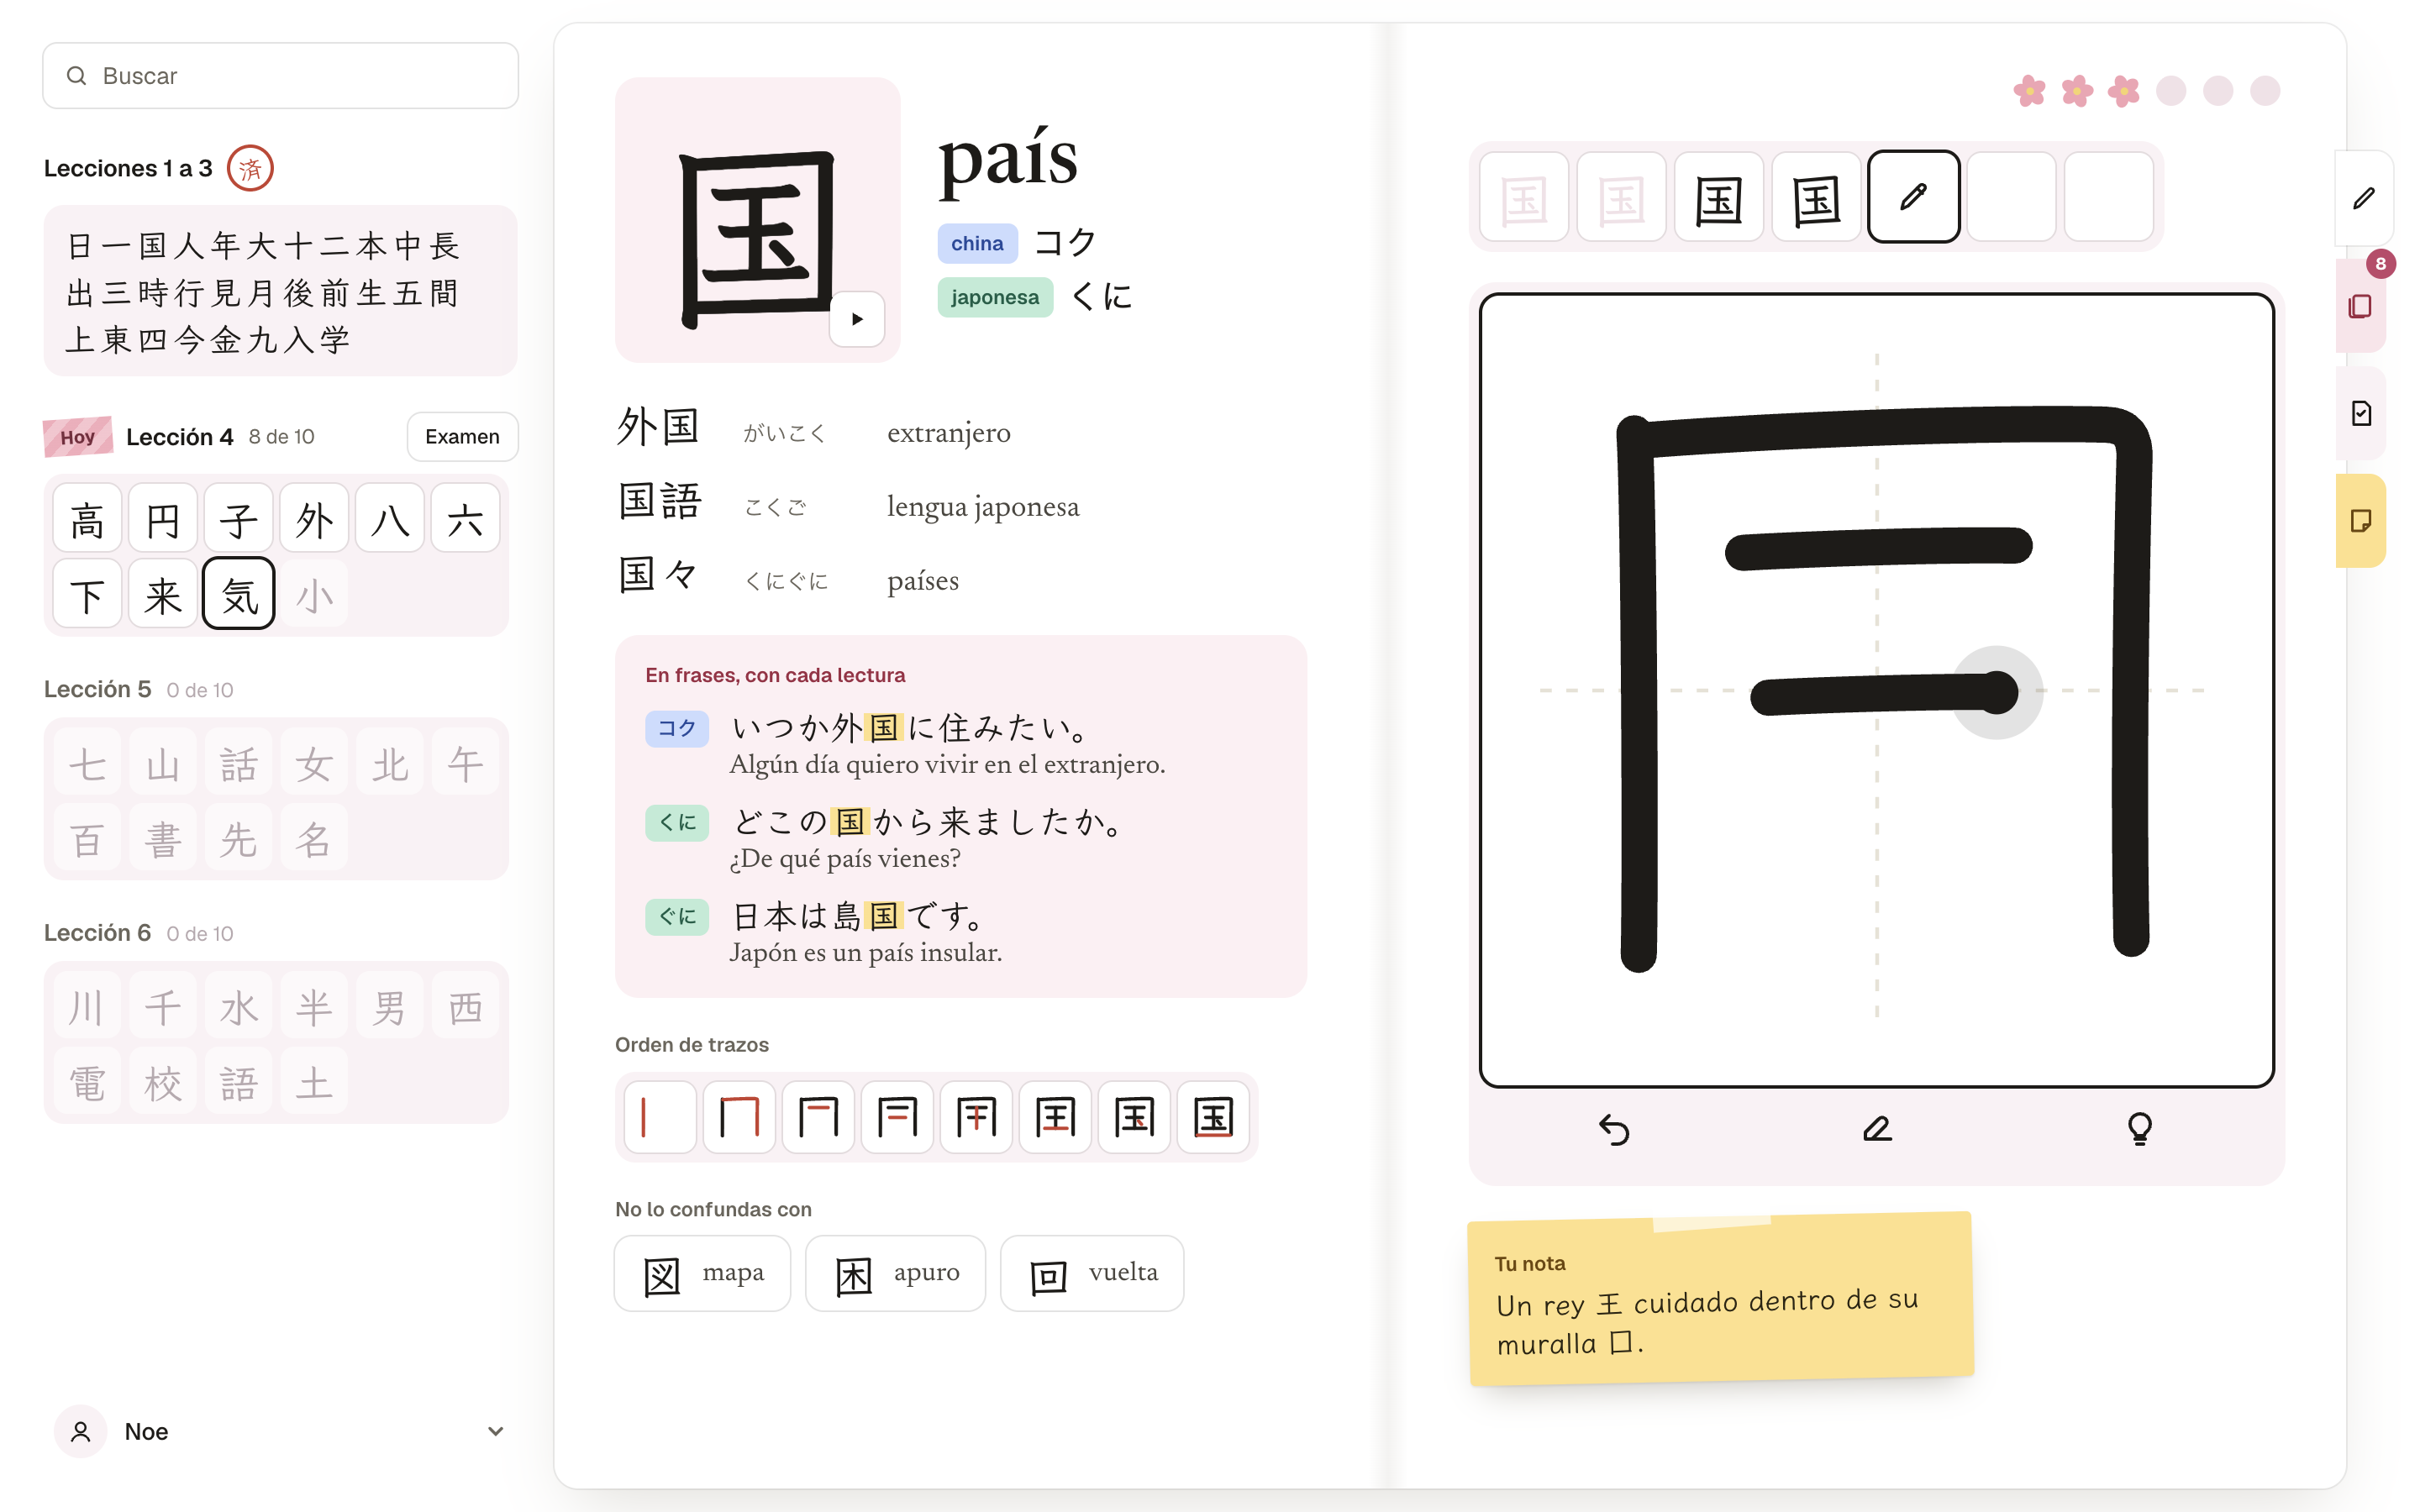 Buscar
Lecciones 1 a 3 済
日一国人年大十二本中長
出三時行見月後前生五間
上東四今金九入学
Hoy Lección 4 8 de 10 Examen
高 円 子 外 八 六
下 来 気 小
Lección 5 0 de 10
七 山 話 女 北 午
百 書 先 名
Lección 6 0 de 10
川 千 水 半 男 西
電 校 語 土
Noe
国
país
china コク
japonesa くに
外国 がいこく extranjero
国語 こくご lengua japonesa
国々 くにぐに países
En frases, con cada lectura
コク いつか外国に住みたい。
Algún día quiero vivir en el extranjero.
くに どこの国から来ましたか。
¿De qué país vienes?
ぐに 日本は島国です。
Japón es un país insular.
Orden de trazos
国
No lo confundas con
図 mapa 困 apuro 回 vuelta
国 国 国 国
8
Tu nota
Un rey 王 cuidado dentro de su
muralla 囗.